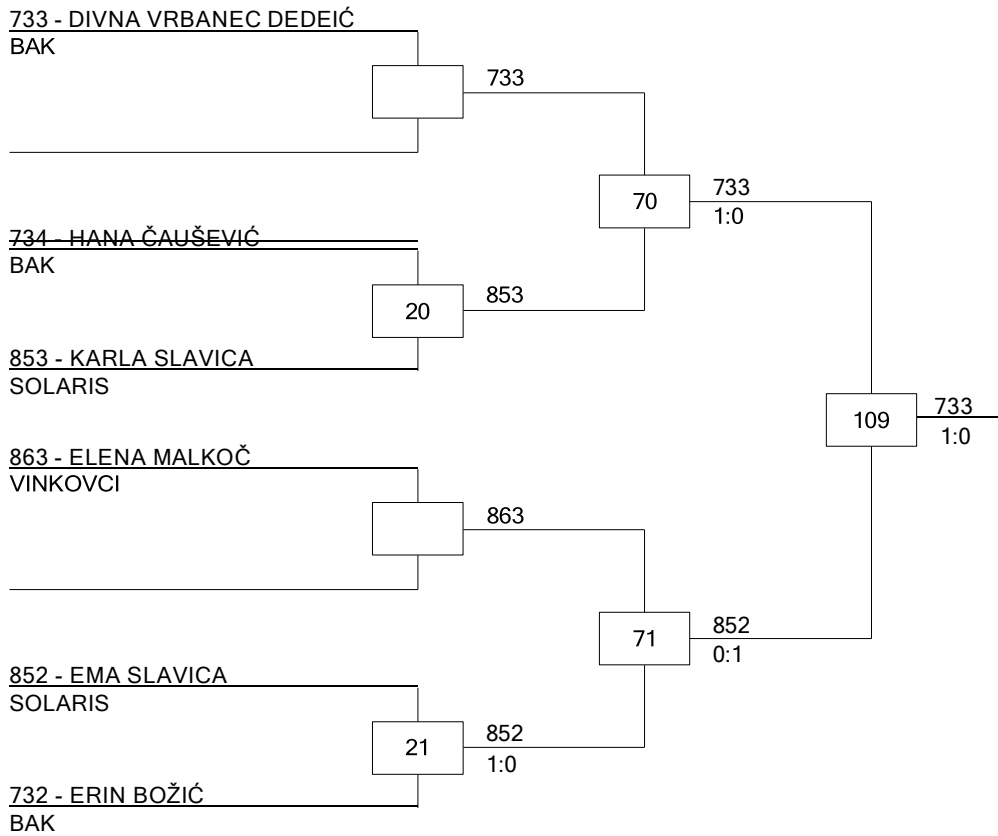 733 - DIVNA VRBANEC DEDEIĆ
BAK
733
70
733
1:0
734 - HANA ČAUŠEVIĆ
BAK
20
853
853 - KARLA SLAVICA
SOLARIS
109
733
1:0
863 - ELENA MALKOČ
VINKOVCI
863
71
852
0:1
852 - EMA SLAVICA
SOLARIS
21
852
1:0
732 - ERIN BOŽIĆ
BAK